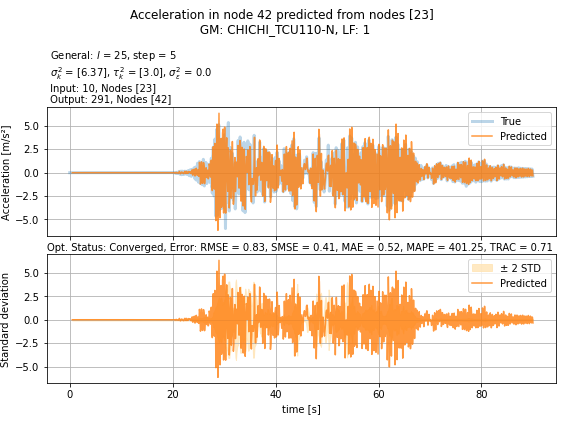 Acceleration in node 42 predicted from nodes [23]
GM: CHICHI_TCU110-N, LF: 1
General: l = 25, step = 5
σ²ₖ = [6.37], τ²ₖ = [3.0], σ²ε = 0.0
Input: 10, Nodes [23]
Output: 291, Nodes [42]
Acceleration [m/s²]
5.0
2.5
0.0
−2.5
−5.0
True
Predicted
Opt. Status: Converged, Error: RMSE = 0.83, SMSE = 0.41, MAE = 0.52, MAPE = 401.25, TRAC = 0.71
Standard deviation
5.0
2.5
0.0
−2.5
−5.0
± 2 STD
Predicted
0 20 40 60 80
time [s]